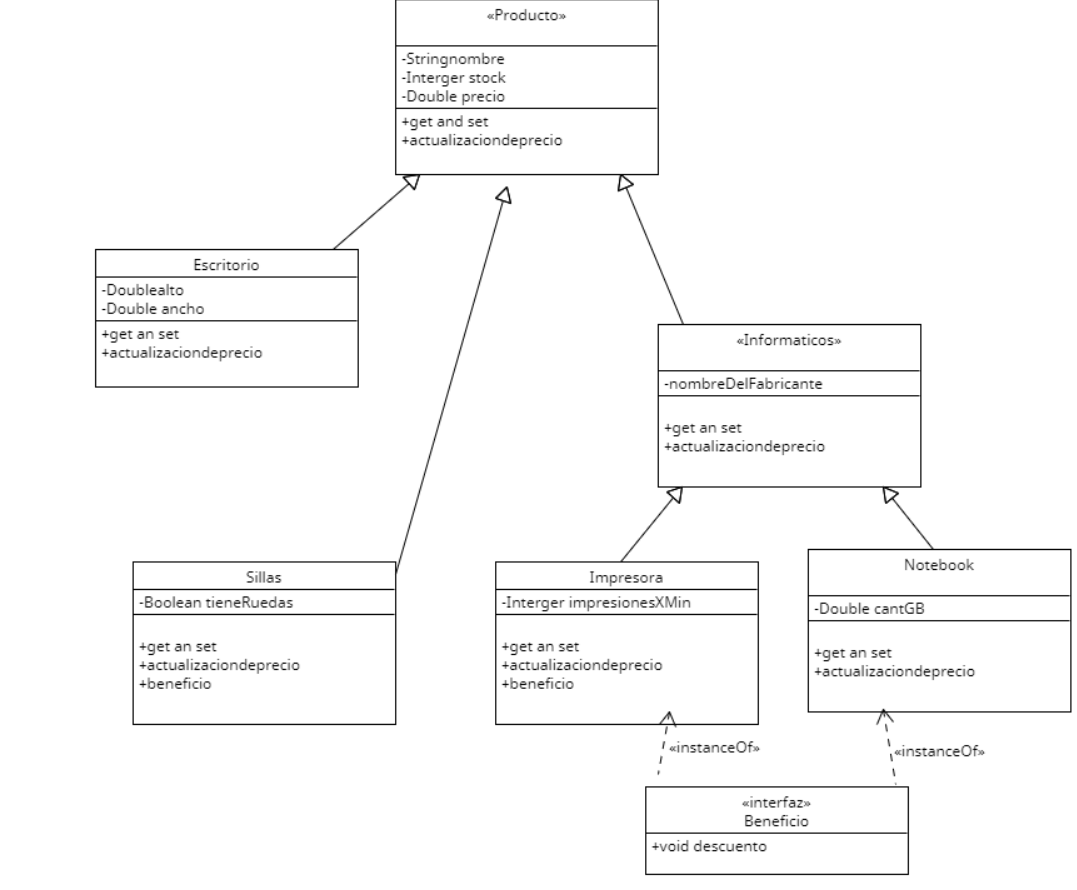 «Producto»
-Stringnombre
-Interger stock
-Double precio
+get and set
+actualizaciondeprecio
Escritorio
-Doublealto
-Double ancho
+get an set
+actualizaciondeprecio
«Informaticos»
-nombreDelFabricante
+get an set
+actualizaciondeprecio
Sillas
-Boolean tieneRuedas
+get an set
+actualizaciondeprecio
+beneficio
Impresora
-Interger impresionesXMin
+get an set
+actualizaciondeprecio
+beneficio
Notebook
-Double cantGB
+get an set
+actualizaciondeprecio
«instanceOf»
«instanceOf»
«interfaz»
Beneficio
+void descuento